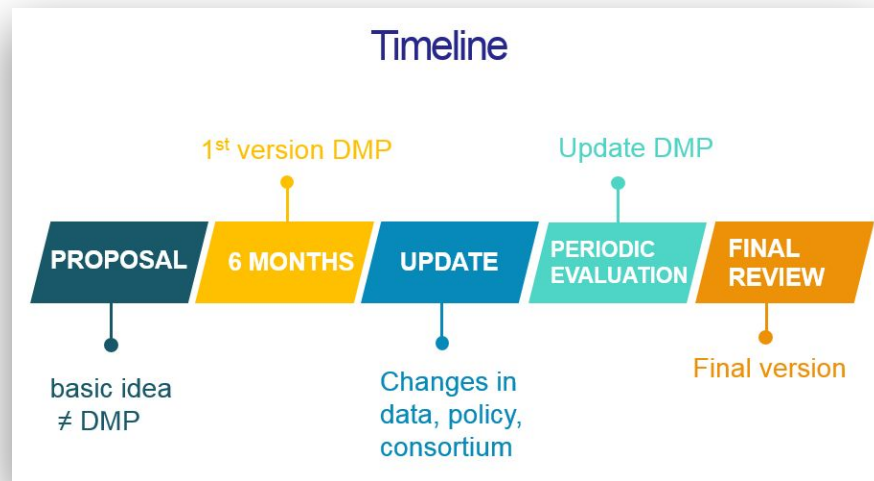 Timeline
1st version DMP
Update DMP
PROPOSAL
6 MONTHS
UPDATE
PERIODIC
EVALUATION
FINAL
REVIEW
basic idea
≠ DMP
Changes in
data, policy,
consortium
Final version